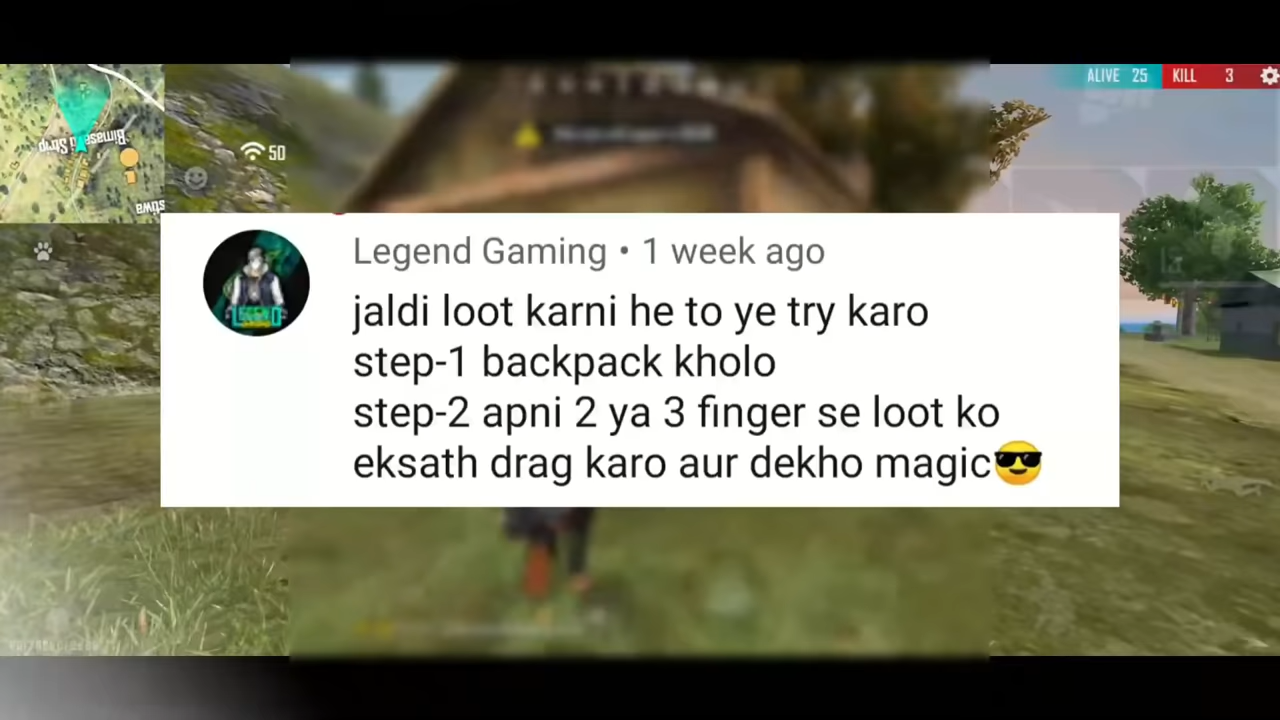 ALIVE 25 KILL 3
50
Bimasakti Strip
Legend Gaming • 1 week ago
jaldi loot karni he to ye try karo
step-1 backpack kholo
step-2 apni 2 ya 3 finger se loot ko
eksath drag karo aur dekho magic😎